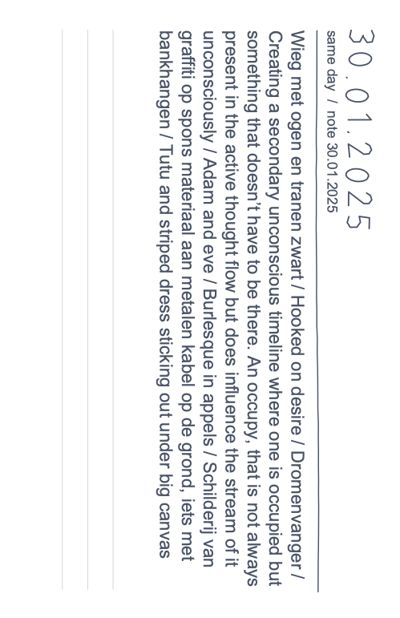 30.01.2025
same day / note 30.01.2025
Wieg met ogen en tranen zwart / Hooked on desire / Dromenvanger /
Creating a secondary unconscious timeline where one is occupied but
something that doesn't have to be there. An occupy, that is not always
present in the active thought flow but does influence the stream of it
unconsciously / Adam and eve / Burlesque in appels / Schilderij van
graffiti op spons materiaal aan metalen kabel op de grond, iets met
bankhangen / Tutu and striped dress sticking out under big canvas